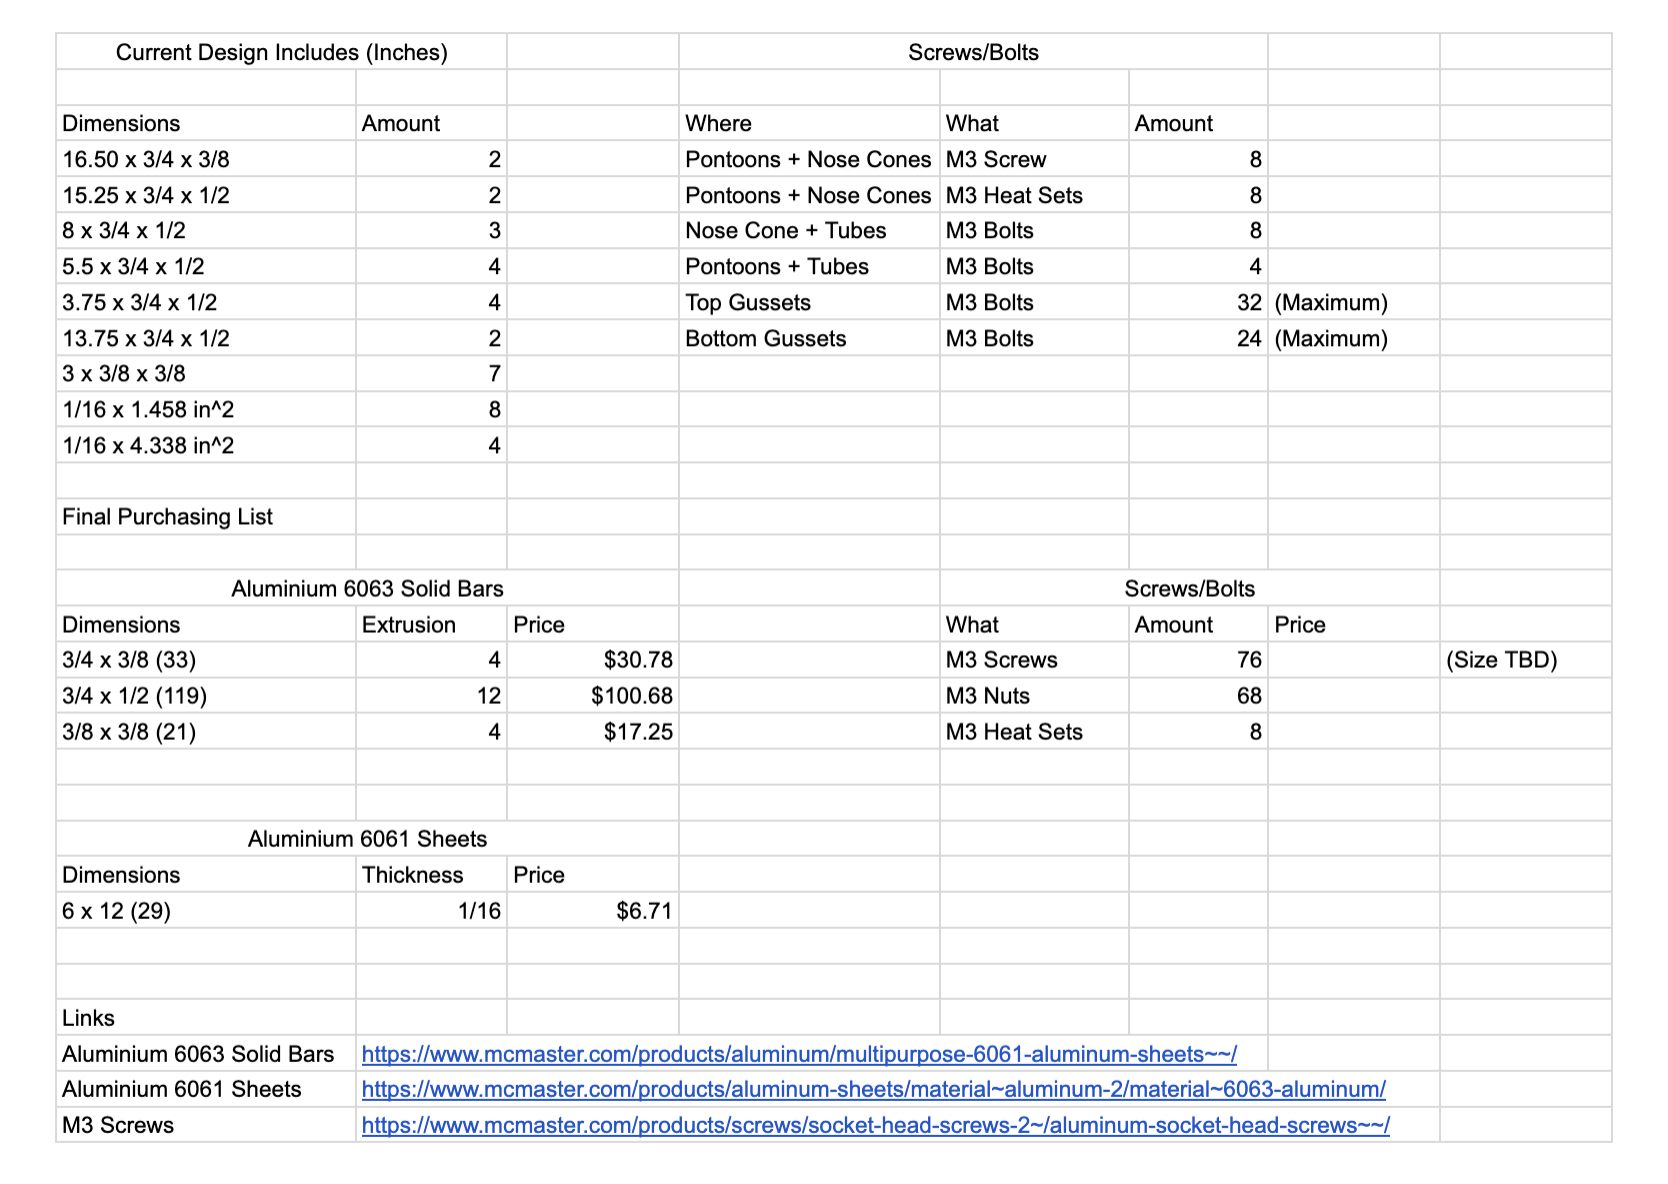 Current Design Includes (Inches) Screws/Bolts
Dimensions Amount Where What Amount
16.50 x 3/4 x 3/8 2 Pontoons + Nose Cones M3 Screw 8
15.25 x 3/4 x 1/2 2 Pontoons + Nose Cones M3 Heat Sets 8
8 x 3/4 x 1/2 3 Nose Cone + Tubes M3 Bolts 8
5.5 x 3/4 x 1/2 4 Pontoons + Tubes M3 Bolts 4
3.75 x 3/4 x 1/2 4 Top Gussets M3 Bolts 32 (Maximum)
13.75 x 3/4 x 1/2 2 Bottom Gussets M3 Bolts 24 (Maximum)
3 x 3/8 x 3/8 7
1/16 x 1.458 in^2 8
1/16 x 4.338 in^2 4
Final Purchasing List
Aluminium 6063 Solid Bars Screws/Bolts
Dimensions Extrusion Price What Amount Price
3/4 x 3/8 (33) 4 $30.78 M3 Screws 76 (Size TBD)
3/4 x 1/2 (119) 12 $100.68 M3 Nuts 68
3/8 x 3/8 (21) 4 $17.25 M3 Heat Sets 8
Aluminium 6061 Sheets
Dimensions Thickness Price
6 x 12 (29) 1/16 $6.71
Links
Aluminium 6063 Solid Bars https://www.mcmaster.com/products/aluminum/multipurpose-6061-aluminum-sheets~~/
Aluminium 6061 Sheets https://www.mcmaster.com/products/aluminum-sheets/material~aluminum-2/material~6063-aluminum/
M3 Screws https://www.mcmaster.com/products/screws/socket-head-screws-2~/aluminum-socket-head-screws~~/